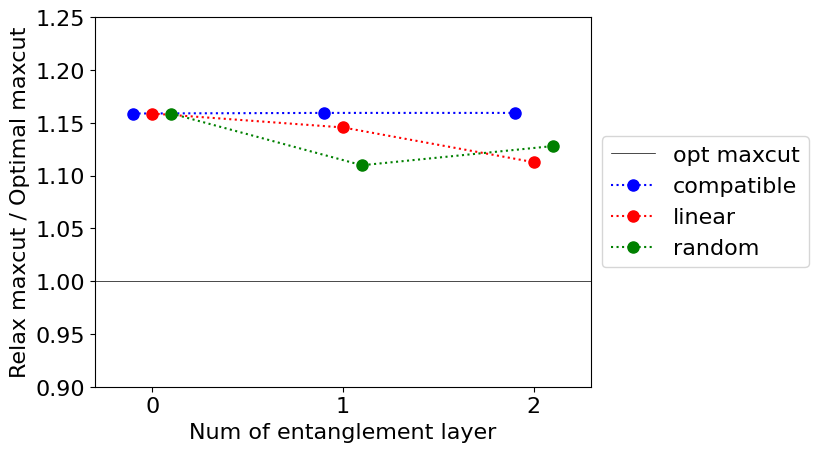 Relax maxcut / Optimal maxcut
1.25
1.20
1.15
1.10
1.05
1.00
0.95
0.90
0
1
2
Num of entanglement layer
opt maxcut
compatible
linear
random